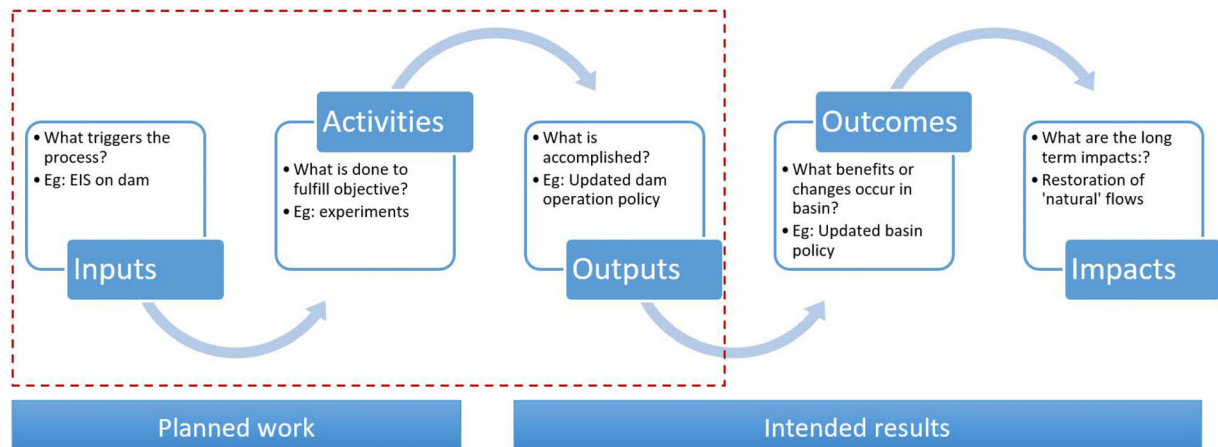 • What triggers the
process?
• Eg: EIS on dam
Inputs
Activities
• What is done to
fulfill objective?
• Eg: experiments
• What is
accomplished?
• Eg: Updated dam
operation policy
Outputs
Outcomes
• What benefits or
changes occur in
basin?
• Eg: Updated basin
policy
• What are the long
term impacts:?
• Restoration of
'natural' flows
Impacts
Planned work
Intended results